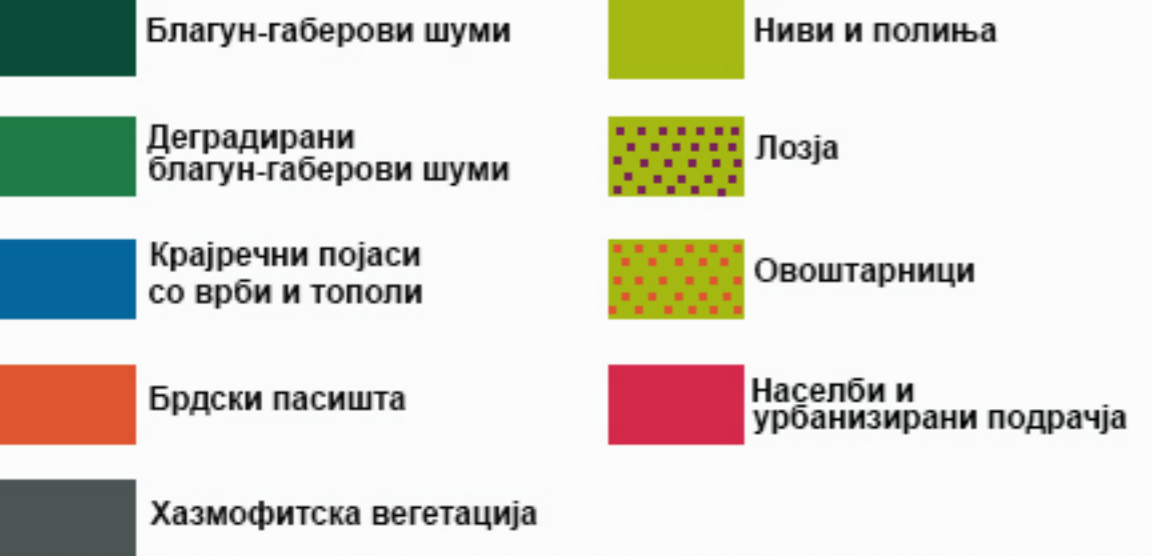 Благун-габерови шуми
Деградирани
благун-габерови шуми
Крајречни појаси
со врби и тополи
Брдски пасишта
Хазмофитска вегетација
Ниви и полиња
Лозја
Овоштарници
Населби и
урбанизирани подрачја